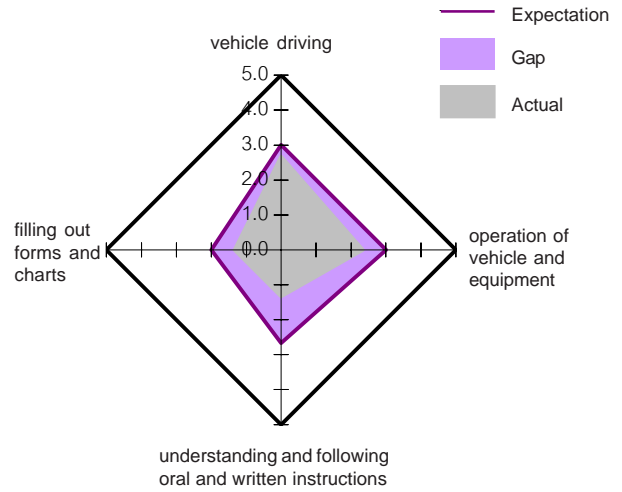 Expectation
Gap
Actual
vehicle driving
5.0
4.0
3.0
2.0
1.0
0.0
filling out
forms and
charts
operation of
vehicle and
equipment
understanding and following
oral and written instructions